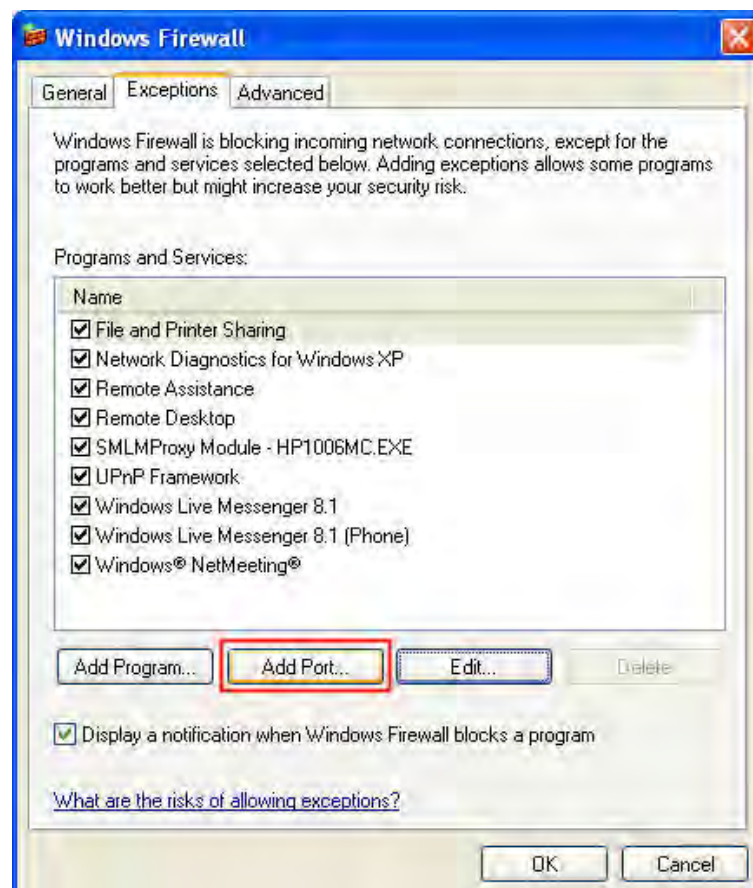 Windows Firewall
General Exceptions Advanced
Windows Firewall is blocking incoming network connections, except for the
programs and services selected below. Adding exceptions allows some programs
to work better but might increase your security risk.
Programs and Services:
Name
File and Printer Sharing
Network Diagnostics for Windows XP
Remote Assistance
Remote Desktop
SMLMProxy Module - HP1006MC.EXE
UPnP Framework
Windows Live Messenger 8.1
Windows Live Messenger 8.1 (Phone)
Windows® NetMeeting®
Add Program... Add Port... Edit... Delete
Display a notification when Windows Firewall blocks a program
What are the risks of allowing exceptions?
OK Cancel